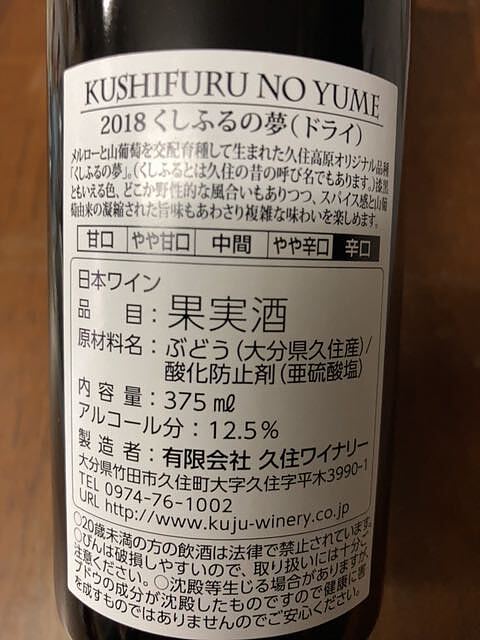 KUSHIFURU NO YUME
2018 くしふるの夢(ドライ)
メルローと山葡萄を交配育種して生まれた久住高原オリジナル品種
「くしふるの夢」。(くしふるとは久住の昔の呼び名でもあります。)漆黒
ともいえる色、どこか野性的な風合いもありつつ、スパイス感と山葡
萄由来の凝縮された旨味もあわさり複雑な味わいを楽しめます。
甘口 やや甘口 中間 やや辛口 辛口
日本ワイン
品目:果実酒
原材料名:ぶどう(大分県久住産)/
酸化防止剤(亜硫酸塩)
内容量:375㎖
アルコール分:12.5%
製造者:有限会社 久住ワイナリー
大分県竹田市久住町大字久住字平木3990-1
TEL 0974-76-1002
URL http://www.kuju-winery.co.jp
○20歳未満の方の飲酒は法律で禁止されています。
○びんは破損しやすいので、取り扱いには十分ご
注意ください。○沈殿等生じる場合がありますが、
ブドウの成分が沈殿したものですので健康に害
を成すものではありませんのでご安心ください。